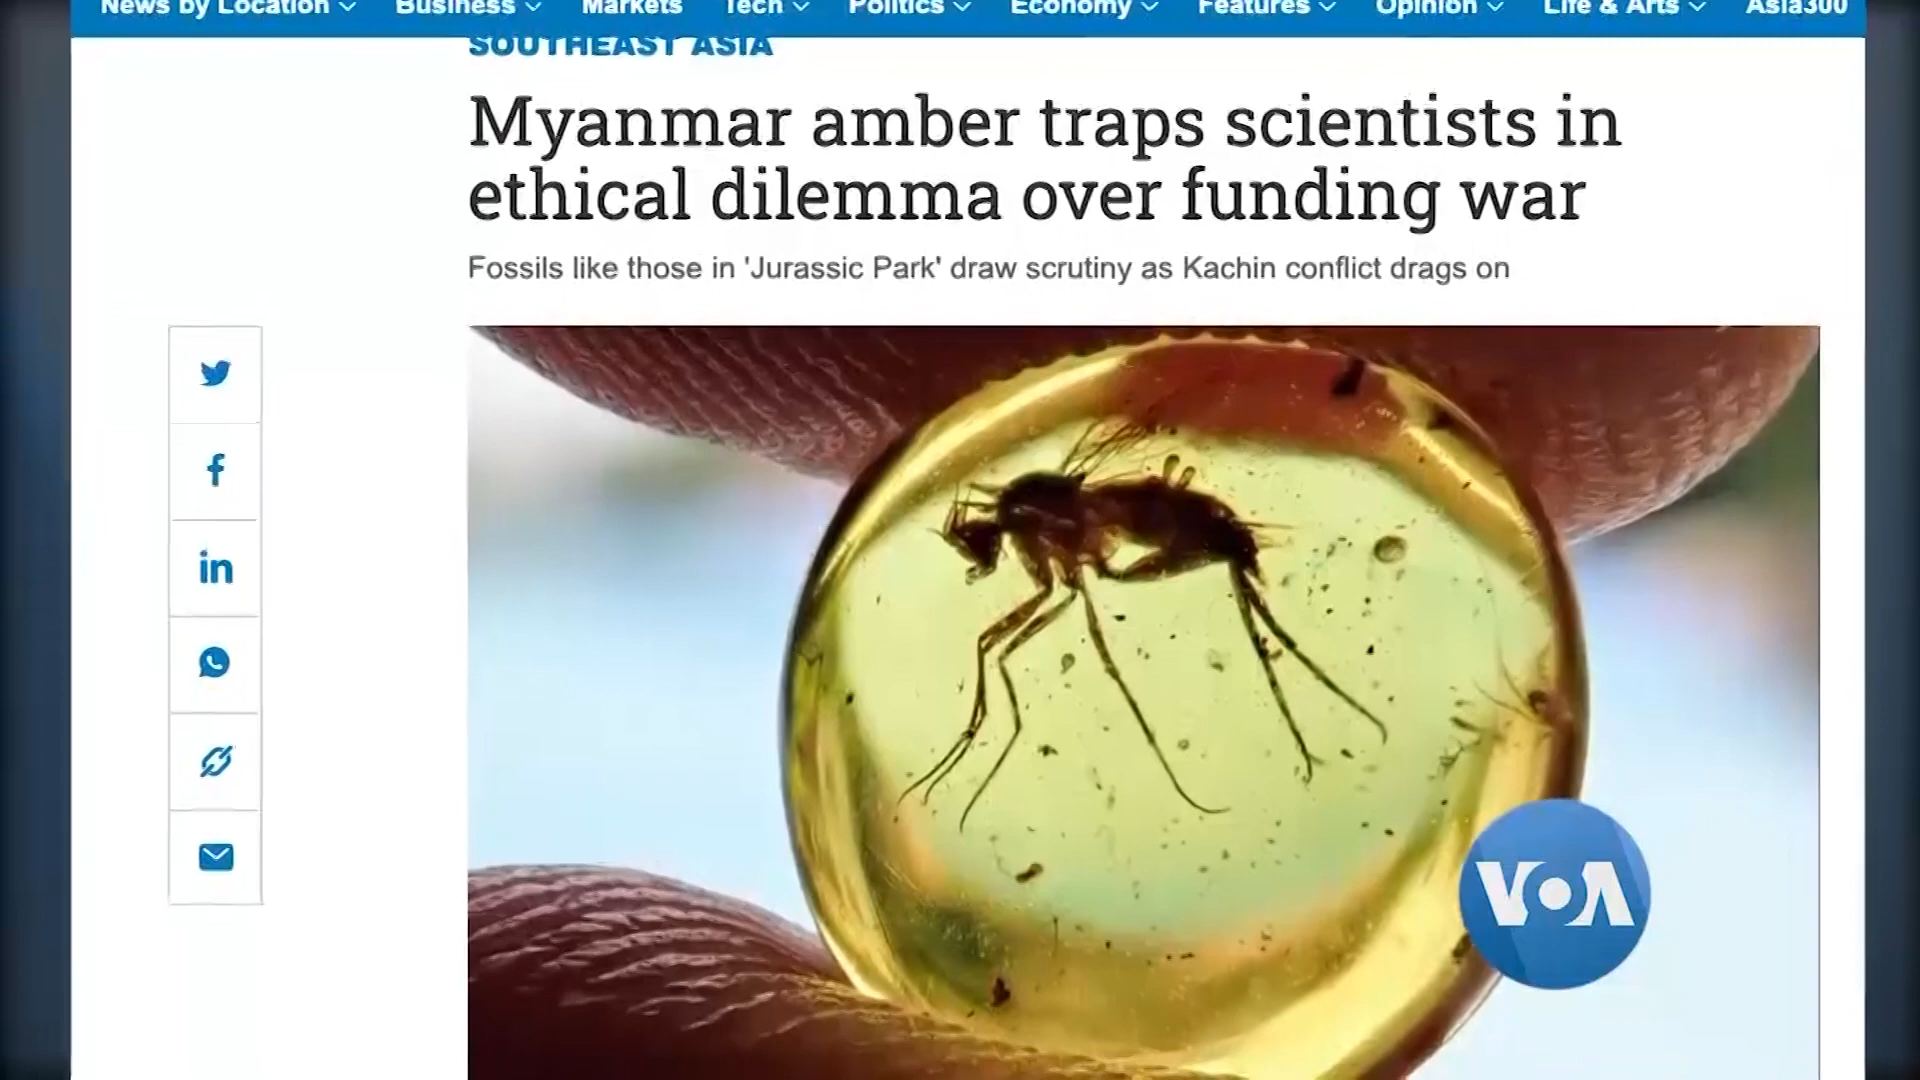 News by Location Business Markets Tech Politics Economy Features Opinion Life & Arts Asia300
SOUTHEAST ASIA
Myanmar amber traps scientists in
ethical dilemma over funding war
Fossils like those in 'Jurassic Park' draw scrutiny as Kachin conflict drags on
in
VOA